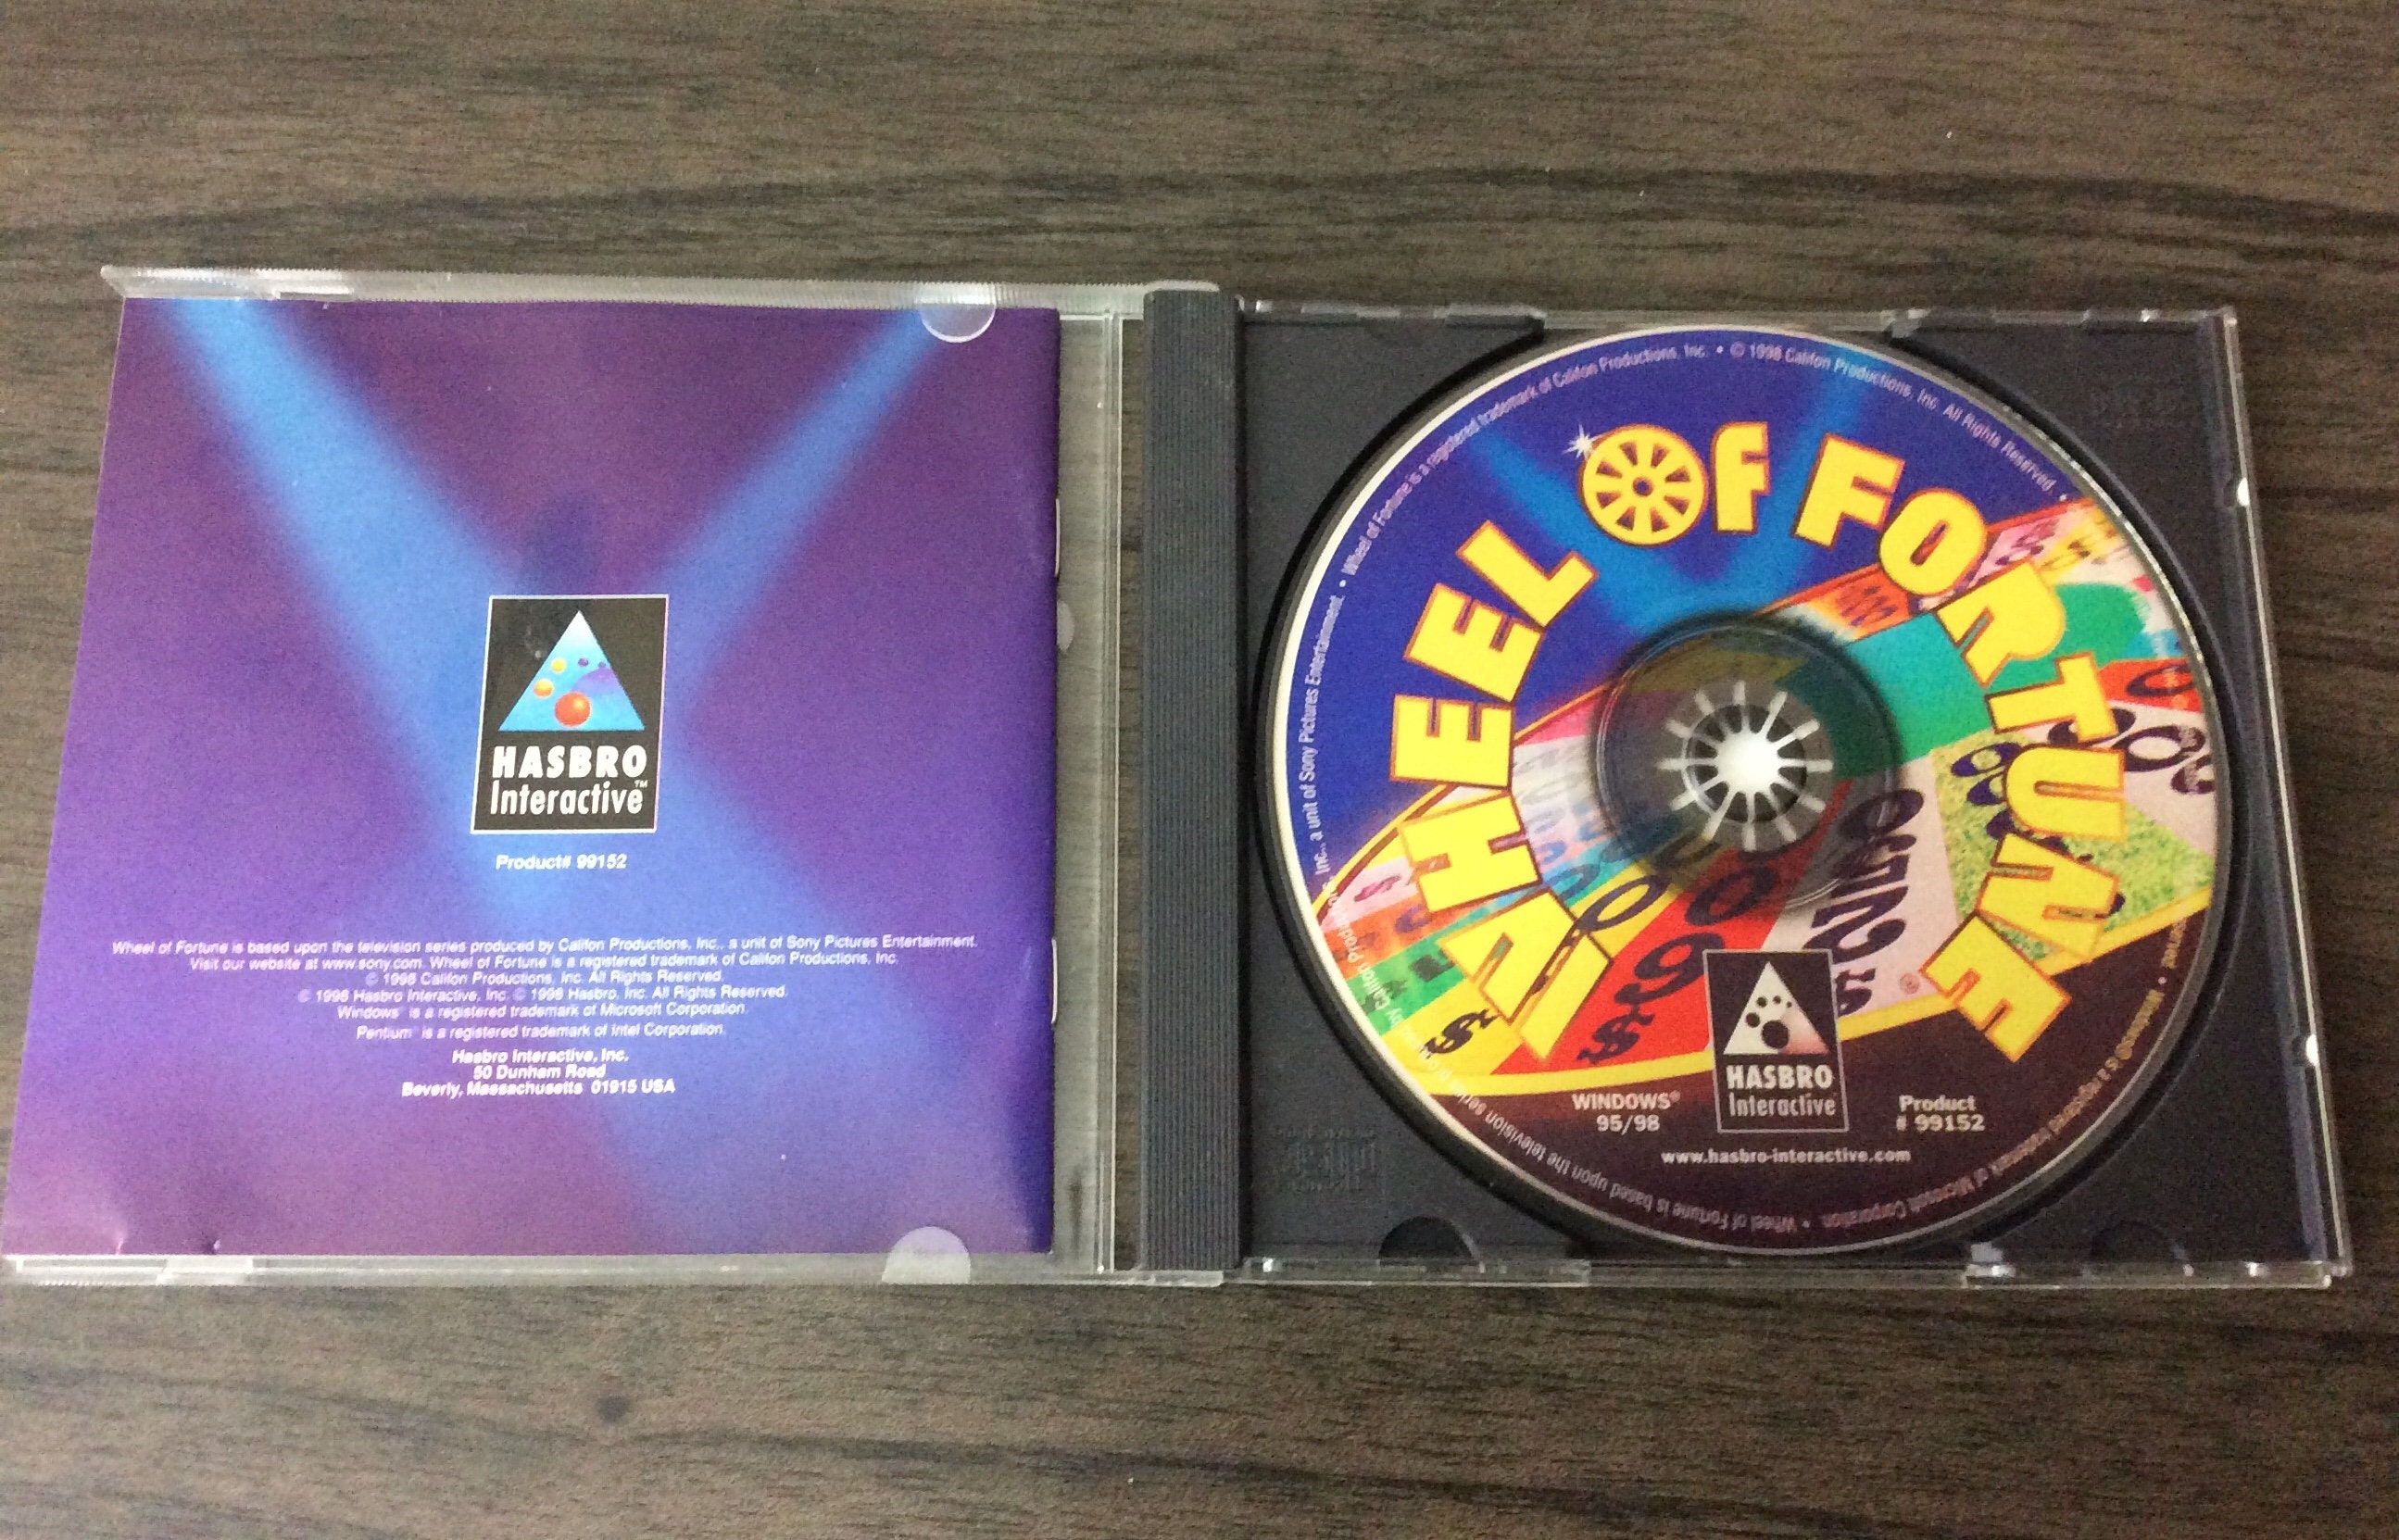 HASBRO
Interactive™
Product# 99152
Wheel of Fortune is based upon the television series produced by Califon Productions, Inc., a unit of Sony Pictures Entertainment.
Visit our website at www.sony.com. Wheel of Fortune is a registered trademark of Califon Productions, Inc.
© 1998 Califon Productions, Inc. All Rights Reserved.
© 1998 Hasbro Interactive, Inc. © 1998 Hasbro, Inc. All Rights Reserved.
Windows® is a registered trademark of Microsoft Corporation.
Pentium® is a registered trademark of Intel Corporation.
Hasbro Interactive, Inc.
50 Dunham Road
Beverly, Massachusetts 01915 USA
WHEEL OF FORTUNE
®
$900
HASBRO
Interactive
WINDOWS®
95/98
Product
# 99152
www.hasbro-interactive.com
Wheel of Fortune is based upon the television series produced by Califon Productions, Inc., a unit of Sony Pictures Entertainment. • Wheel of Fortune is a registered trademark of Califon Productions, Inc. • © 1998 Califon Productions, Inc. All Rights Reserved. •
Windows® is a registered trademark of Microsoft Corporation. •